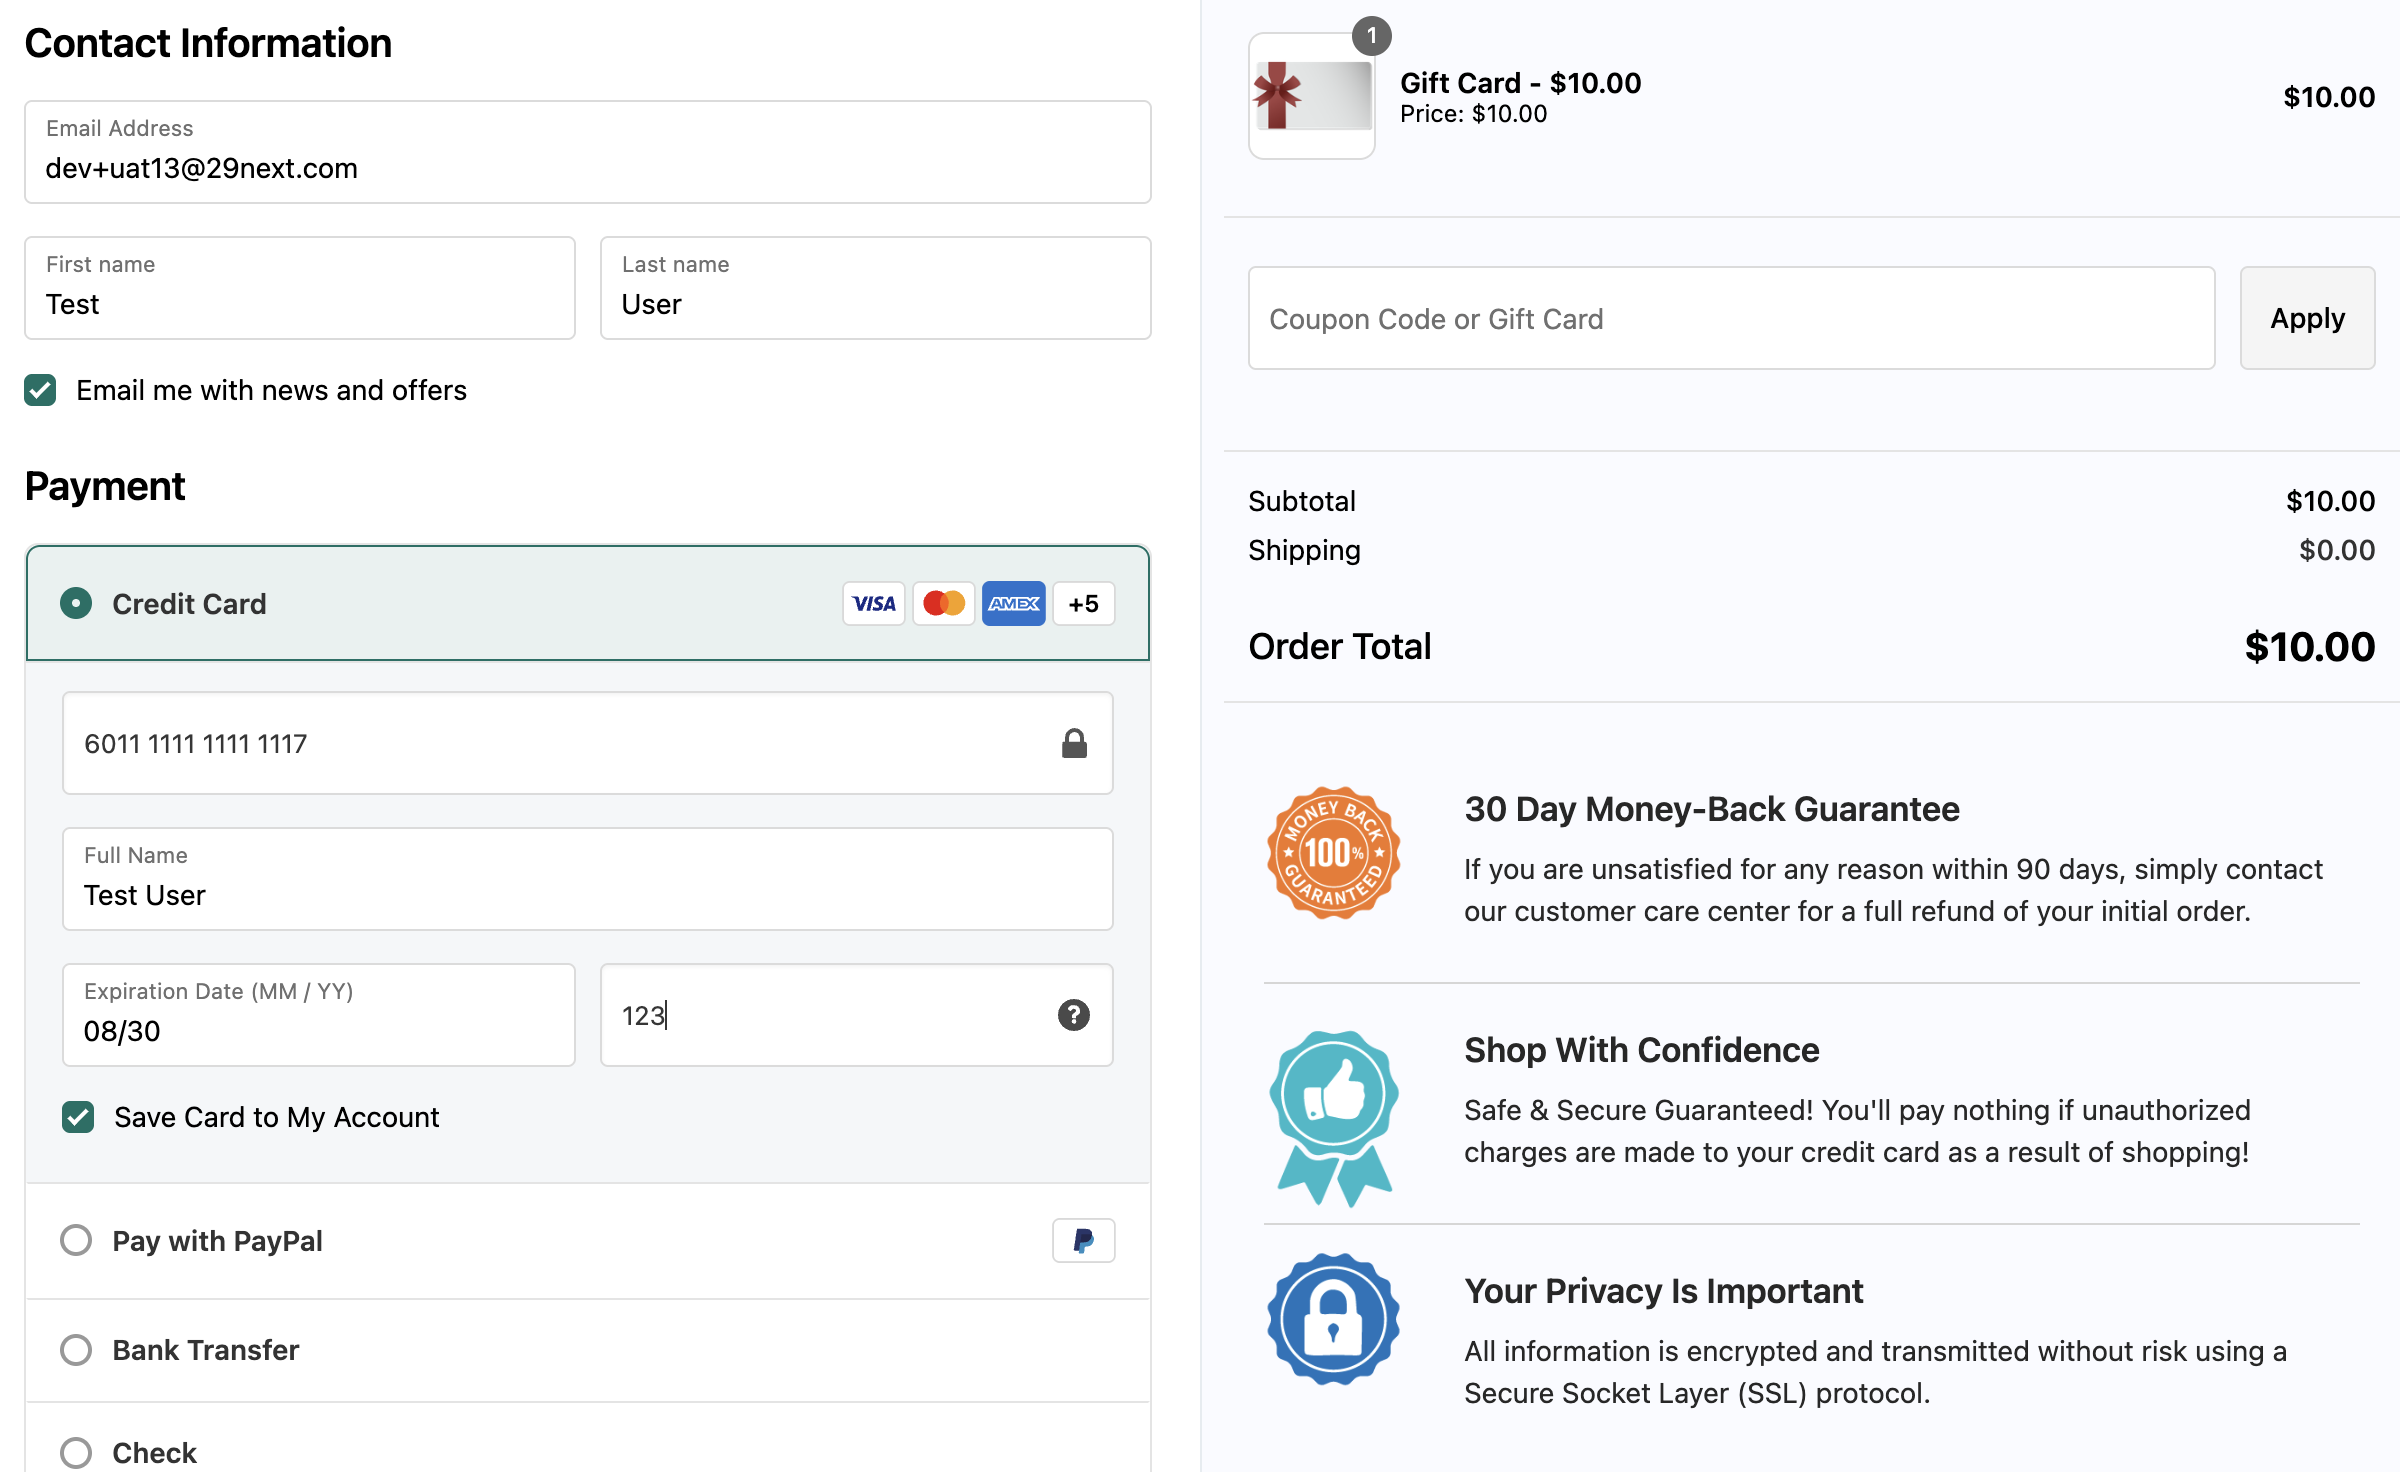 Contact Information
Email Address
dev+uat13@29next.com
First name
Test
Last name
User
Email me with news and offers
Payment
Credit Card
VISA
AMEX
+5
6011 1111 1111 1117
Full Name
Test User
Expiration Date (MM / YY)
08/30
123
?
Save Card to My Account
Pay with PayPal
P
Bank Transfer
Check
1
Gift Card - $10.00
Price: $10.00
$10.00
Coupon Code or Gift Card
Apply
Subtotal
$10.00
Shipping
$0.00
Order Total
$10.00
MONEY BACK
100%
GUARANTEED
30 Day Money-Back Guarantee
If you are unsatisfied for any reason within 90 days, simply contact
our customer care center for a full refund of your initial order.
Shop With Confidence
Safe & Secure Guaranteed! You'll pay nothing if unauthorized
charges are made to your credit card as a result of shopping!
Your Privacy Is Important
All information is encrypted and transmitted without risk using a
Secure Socket Layer (SSL) protocol.